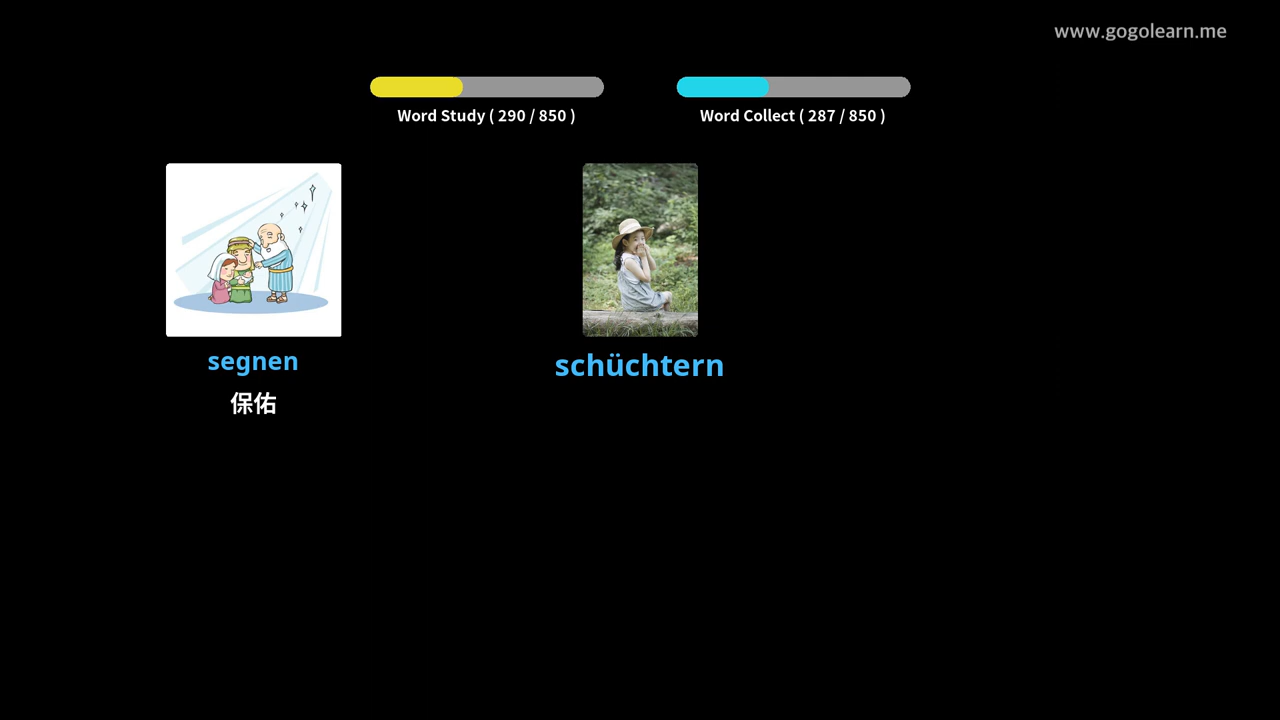 www.gogolearn.me
Word Study ( 290 / 850 )
Word Collect ( 287 / 850 )
segnen
保佑
schüchtern